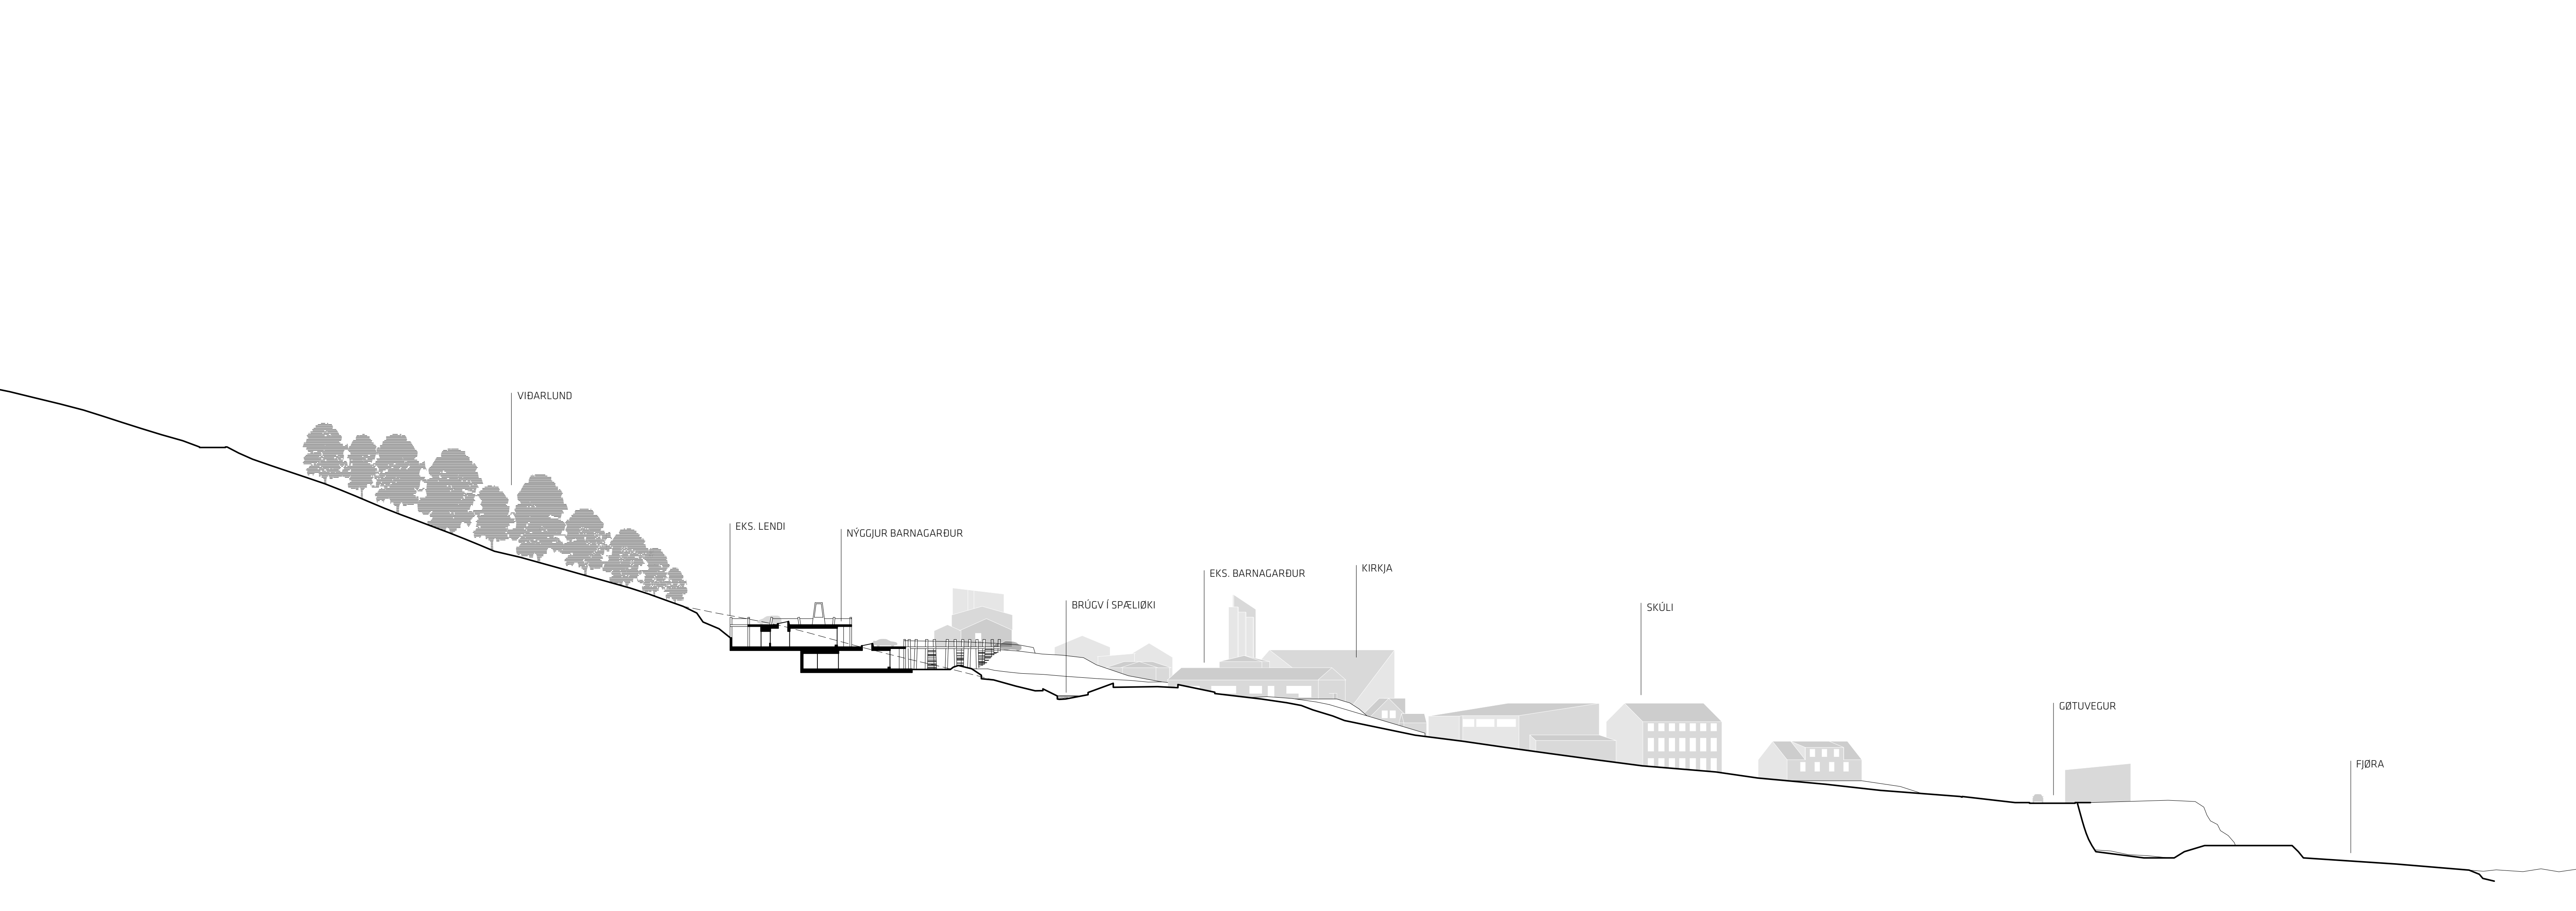 VIÐARLUND
EKS. LENDI
NÝGGJUR BARNAGARÐUR
BRÚGV Í SPÆLIØKI
EKS. BARNAGARÐUR
KIRKJA
SKÚLI
GØTUVEGUR
FJØRA